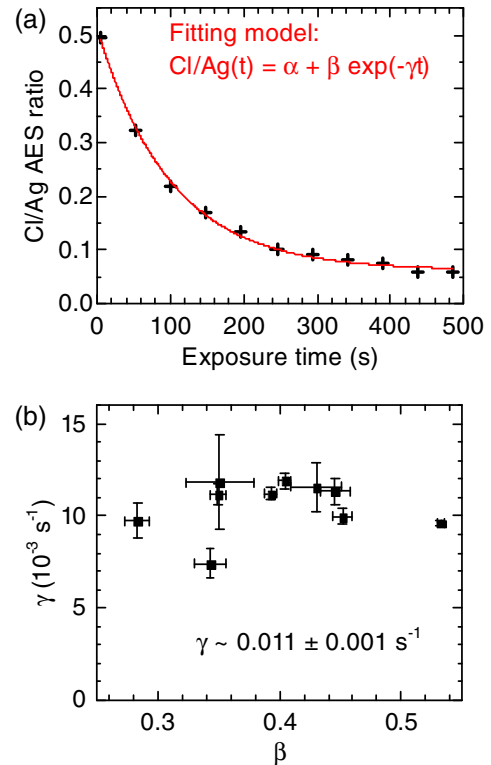 (a)
Fitting model:
Cl/Ag(t) = α + β exp(-γt)
Cl/Ag AES ratio
0.5
0.4
0.3
0.2
0.1
0.0
0 100 200 300 400 500
Exposure time (s)
(b)
γ (10⁻³ s⁻¹)
15
10
5
0
γ ~ 0.011 ± 0.001 s⁻¹
0.3 0.4 0.5
β